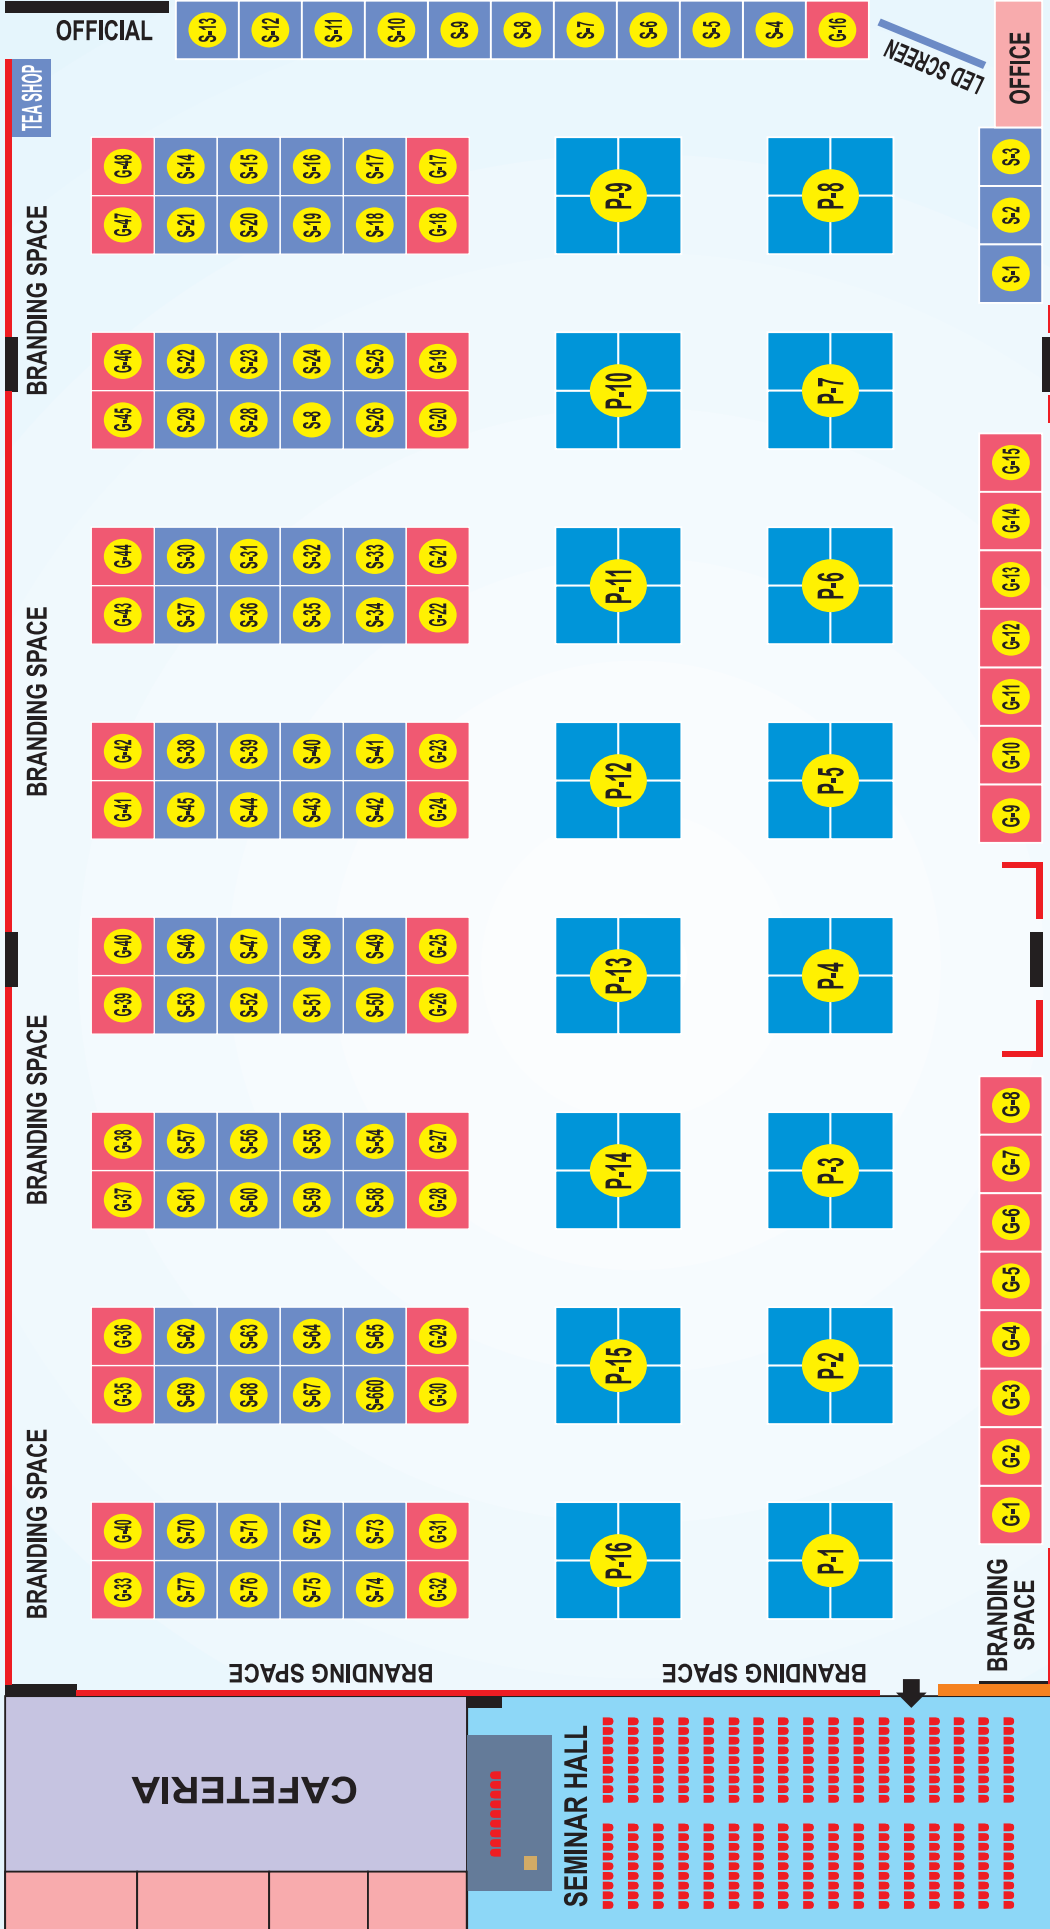 OFFICIAL
S-13
S-12
S-11
S-10
S-9
S-8
S-7
S-6
S-5
S-4
G-16
LED SCREEN
OFFICE
TEA SHOP
S-3
S-2
S-1
BRANDING SPACE
G-48
S-14
S-15
S-16
S-17
G-17
G-47
S-21
S-20
S-19
S-18
G-18
P-9
P-8
G-46
S-22
S-23
S-24
S-25
G-19
G-45
S-29
S-28
S-8
S-26
G-20
P-10
P-7
BRANDING SPACE
G-44
S-30
S-31
S-32
S-33
G-21
G-43
S-37
S-36
S-35
S-34
G-22
P-11
P-6
G-15
G-14
G-13
G-12
G-11
G-10
G-9
G-42
S-38
S-39
S-40
S-41
G-23
G-41
S-45
S-44
S-43
S-42
G-24
P-12
P-5
BRANDING SPACE
G-40
S-46
S-47
S-48
S-49
G-25
G-39
S-53
S-52
S-51
S-50
G-26
P-13
P-4
G-38
S-57
S-56
S-55
S-54
G-27
G-37
S-61
S-60
S-59
S-58
G-28
P-14
P-3
G-8
G-7
G-6
G-5
G-4
G-3
G-2
G-1
BRANDING SPACE
G-36
S-62
S-63
S-64
S-65
G-29
G-35
S-69
S-68
S-67
S-660
G-30
P-15
P-2
G-40
S-70
S-71
S-72
S-73
G-31
G-33
S-77
S-76
S-75
S-74
G-32
P-16
P-1
BRANDING
SPACE
BRANDING SPACE
BRANDING SPACE
CAFETERIA
SEMINAR HALL